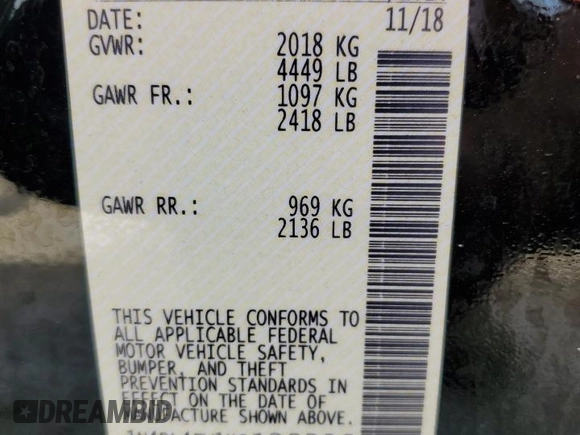 DATE: 11/18
GVWR: 2018 KG
4449 LB
GAWR FR.: 1097 KG
2418 LB
GAWR RR.: 969 KG
2136 LB
THIS VEHICLE CONFORMS TO
ALL APPLICABLE FEDERAL
MOTOR VEHICLE SAFETY,
BUMPER, AND THEFT
PREVENTION STANDARDS IN
EFFECT ON THE DATE OF
MANUFACTURE SHOWN ABOVE.
DREAMBID